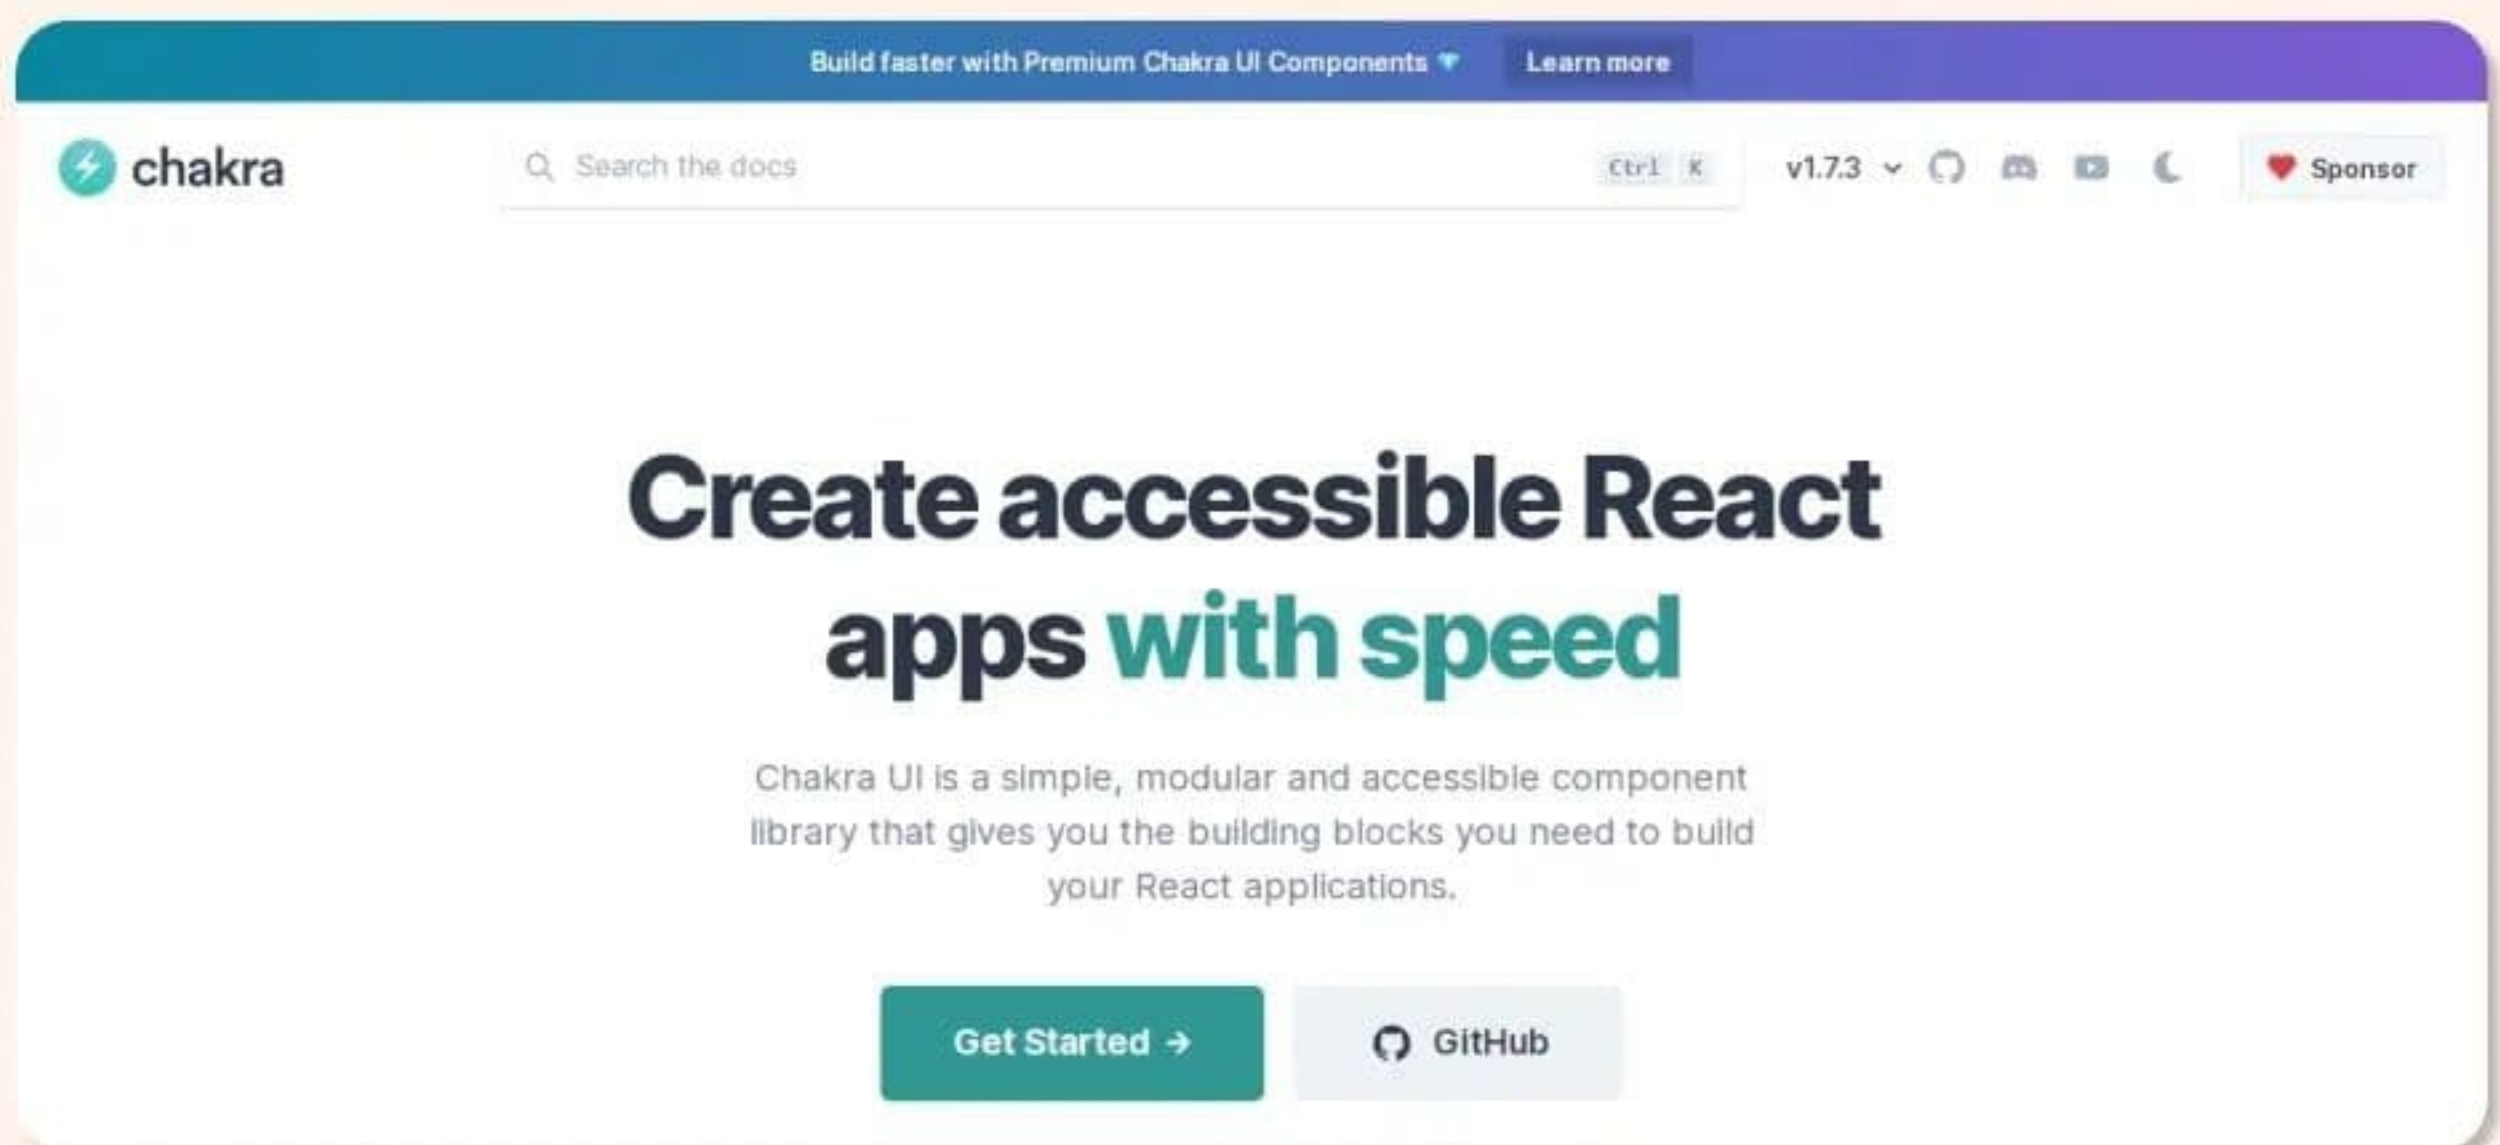 Build faster with Premium Chakra UI Components Learn more
chakra Search the docs Ctrl K v1.7.3 Sponsor
Create accessible React
apps with speed
Chakra UI is a simple, modular and accessible component
library that gives you the building blocks you need to build
your React applications.
Get Started → GitHub